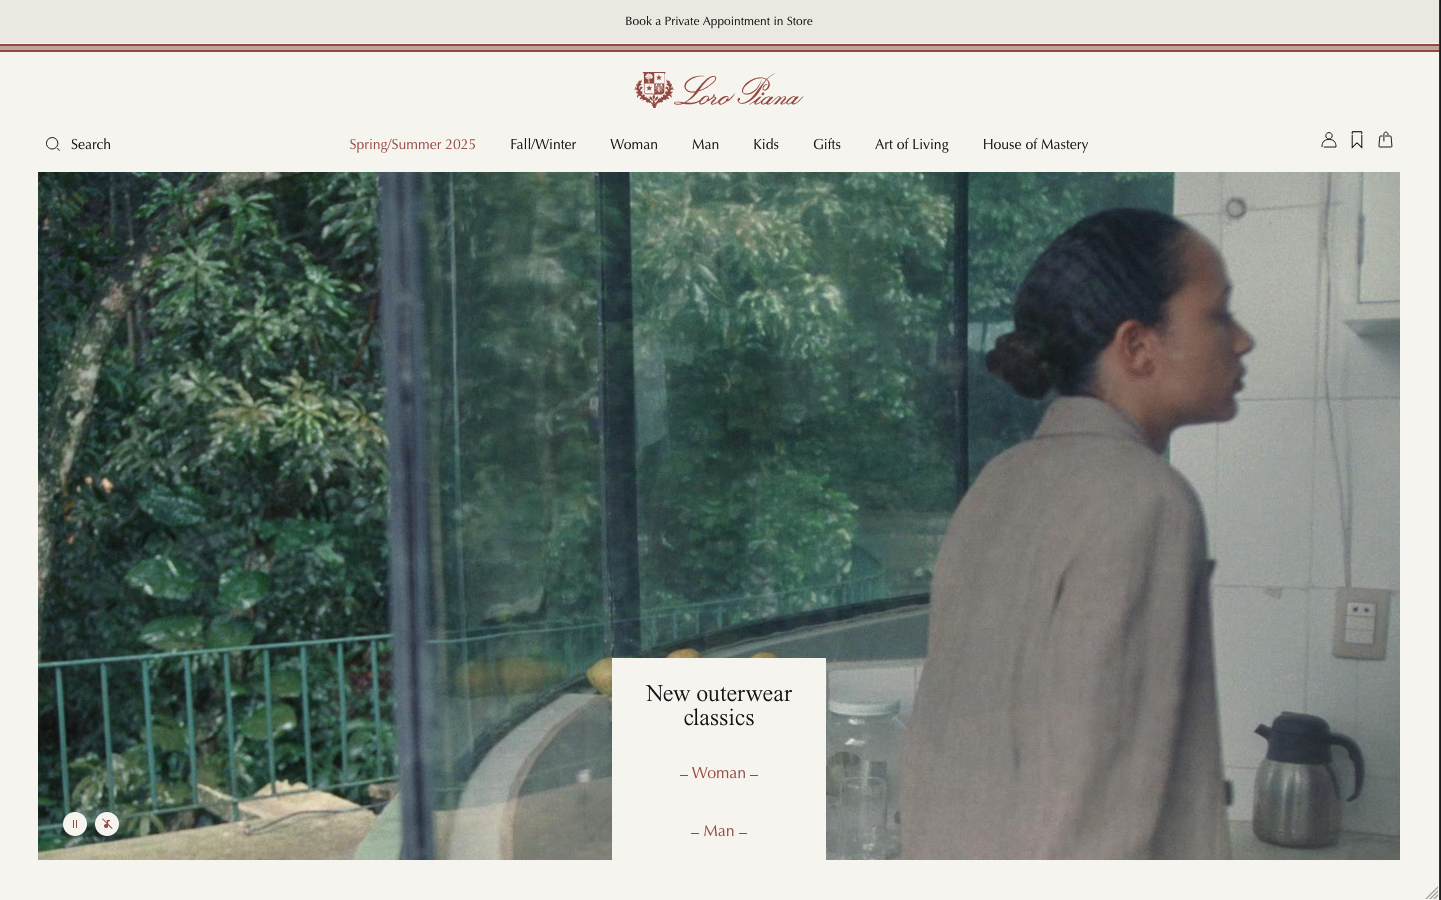 Book a Private Appointment in Store
Loro Piana
Search
Spring/Summer 2025
Fall/Winter
Woman
Man
Kids
Gifts
Art of Living
House of Mastery
New outerwear
classics
– Woman –
– Man –